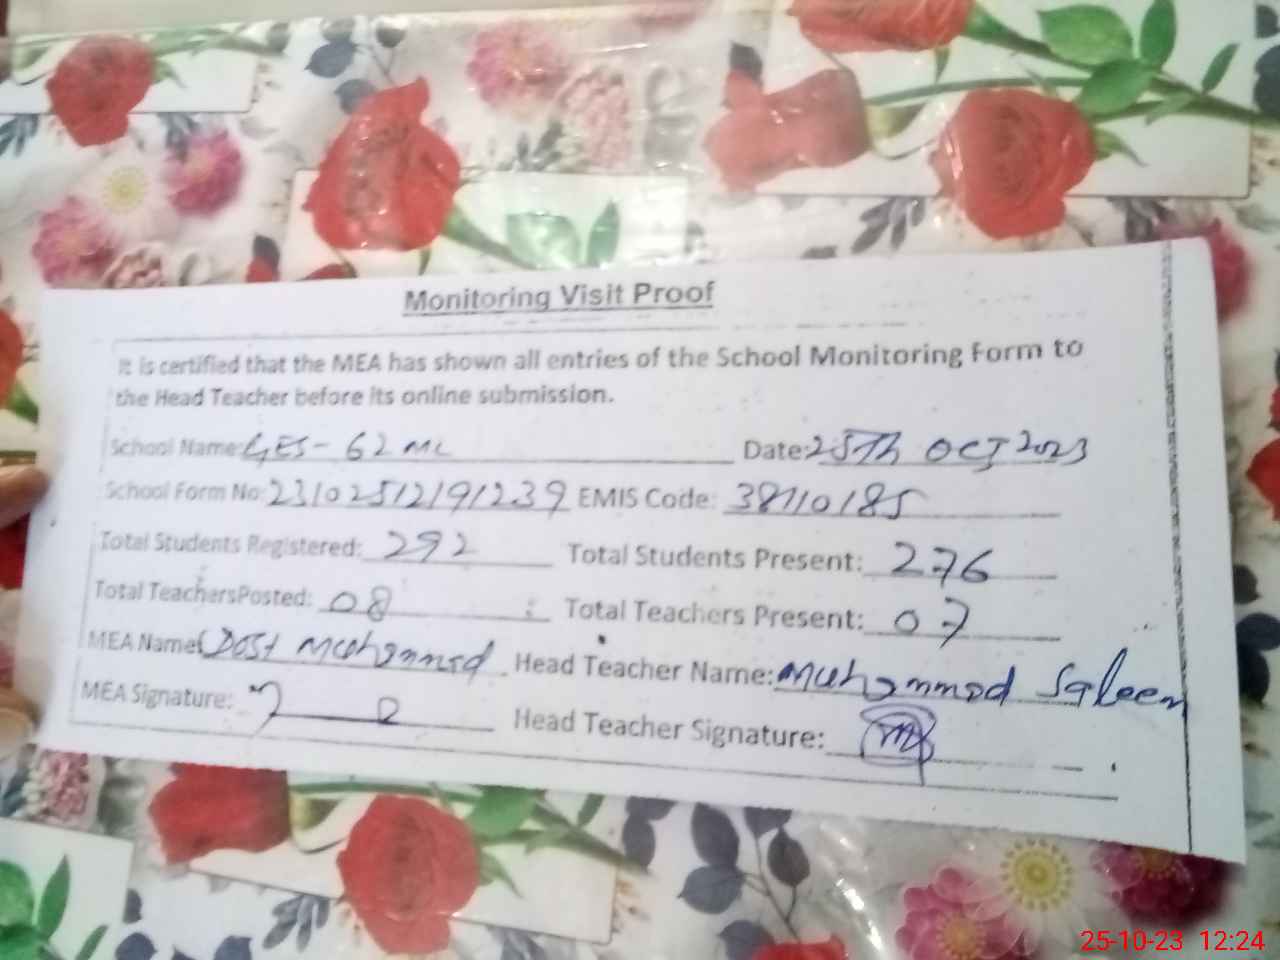 Monitoring Visit Proof
It is certified that the MEA has shown all entries of the School Monitoring Form to
the Head Teacher before its online submission.
School Name: GES - 62 ML Date: 25Th OCT 2023
School Form No: 23102512191239 EMIS Code: 38110185
Total Students Registered: 292 Total Students Present: 276
Total TeachersPosted: 08 Total Teachers Present: 07
MEA Name: Dost Muhammad Head Teacher Name: Muhammad Saleem
MEA Signature: Head Teacher Signature:
25-10-23 12:24